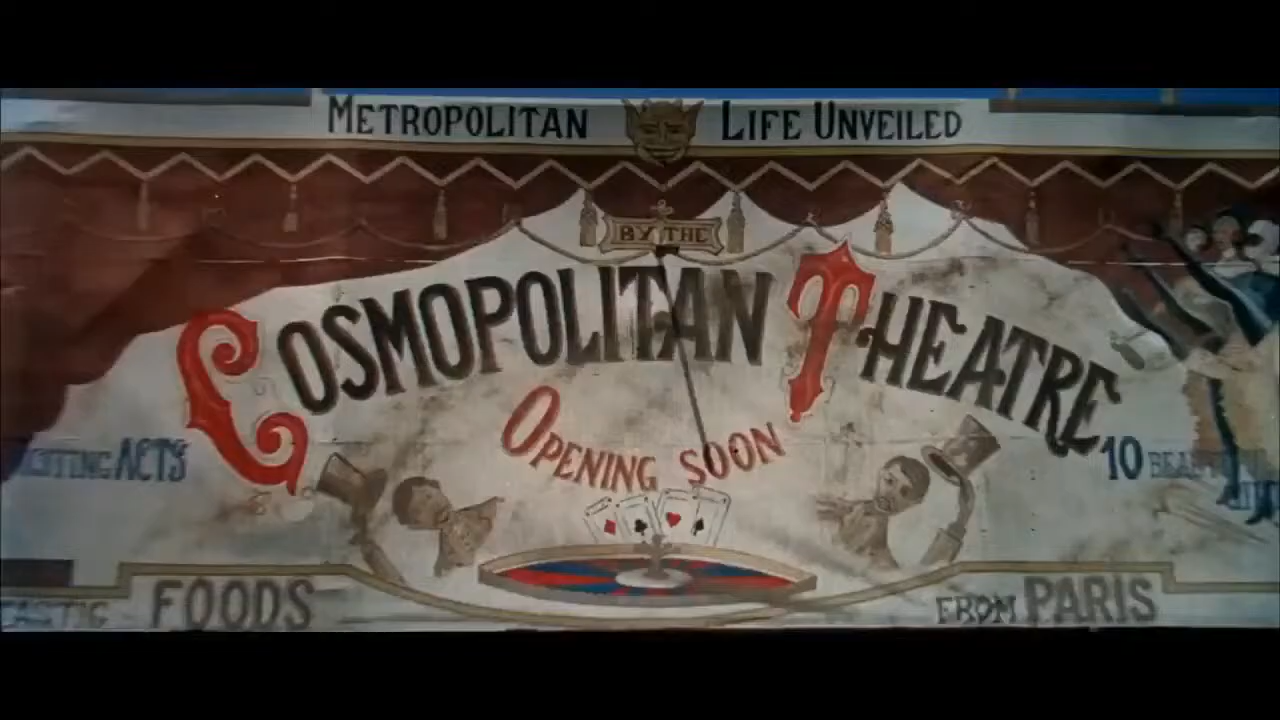 METROPOLITAN LIFE UNVEILED
BY THE
COSMOPOLITAN THEATRE
OPENING SOON
ACTS
10
FOODS
FROM PARIS